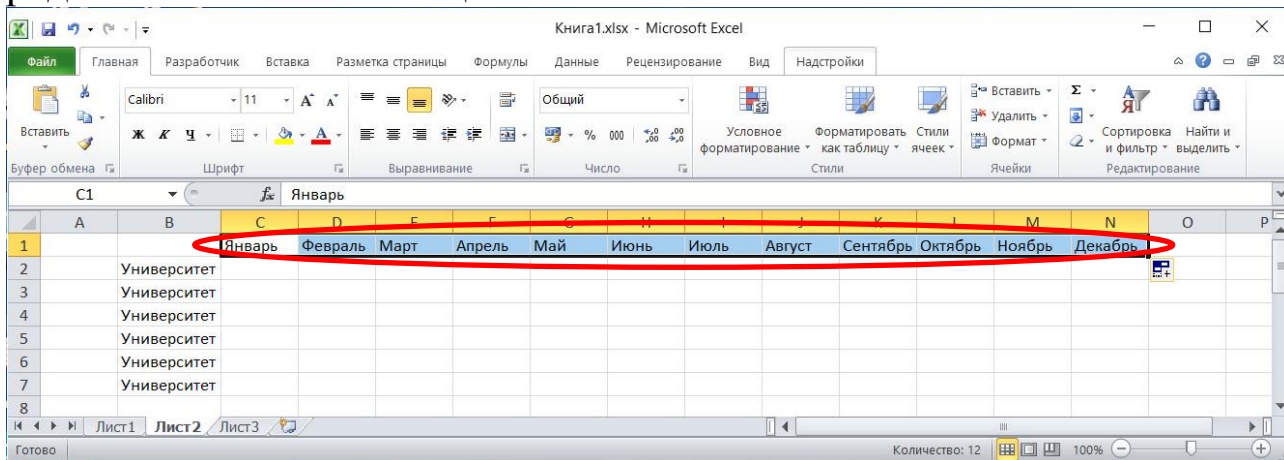 Книга1.xlsx - Microsoft Excel
Файл Главная Разработчик Вставка Разметка страницы Формулы Данные Рецензирование Вид Надстройки
Вставить
Calibri 11
Ж К Ч
Общий
% 000
Условное форматирование
Форматировать как таблицу
Стили ячеек
Вставить
Удалить
Формат
Σ
Сортировка и фильтр
Найти и выделить
Буфер обмена Шрифт Выравнивание Число Стили Ячейки Редактирование
C1 fx Январь
A B C D E F G H I J K L M N O P
1 Январь Февраль Март Апрель Май Июнь Июль Август Сентябрь Октябрь Ноябрь Декабрь
2 Университет
3 Университет
4 Университет
5 Университет
6 Университет
7 Университет
8
Лист1 Лист2 Лист3
Готово Количество: 12 100%